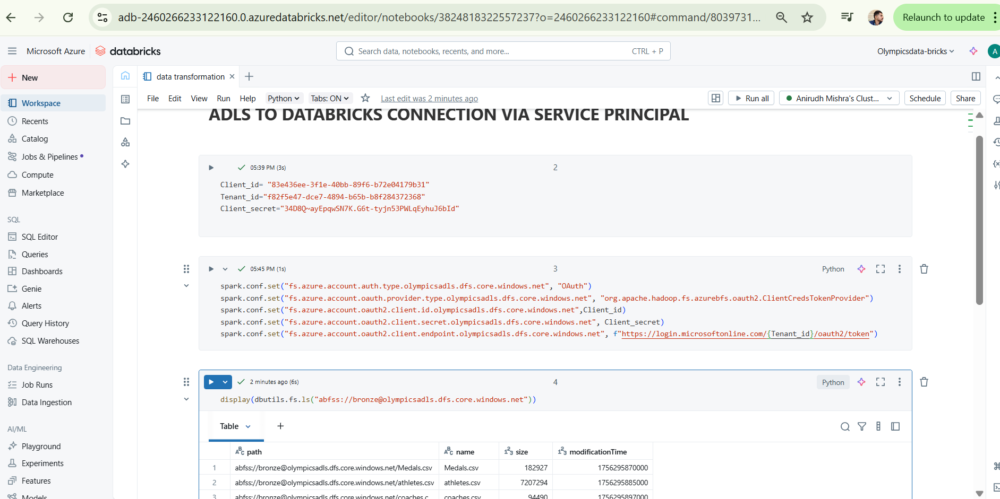 adb-2460266233122160.0.azuredatabricks.net/editor/notebooks/3824818322557237?o=2460266233122160#command/8039731...
Relaunch to update
Microsoft Azure databricks
Search data, notebooks, recents, and more... CTRL + P
Olympicsdata-bricks
A
New
data transformation
Workspace
File Edit View Run Help Python Tabs: ON Last edit was 2 minutes ago
Run all Anirudh Mishra's Clust... Schedule Share
Recents
Catalog
Jobs & Pipelines
Compute
Marketplace
SQL
SQL Editor
Queries
Dashboards
Genie
Alerts
Query History
SQL Warehouses
Data Engineering
Job Runs
Data Ingestion
AI/ML
Playground
Experiments
Features
Models
ADLS TO DATABRICKS CONNECTION VIA SERVICE PRINCIPAL
05:39 PM (3s) 2
Client_id= "83e436ee-3f1e-40bb-89f6-b72e04179b31"
Tenant_id="f82f5e47-dce7-4894-b65b-b8f284372368"
Client_secret="34D8Q~ayEpqwSN7K.G6t-tyjn53PWLqEyhuJ6bId"
05:45 PM (1s) 3 Python
spark.conf.set("fs.azure.account.auth.type.olympicsadls.dfs.core.windows.net", "OAuth")
spark.conf.set("fs.azure.account.oauth.provider.type.olympicsadls.dfs.core.windows.net", "org.apache.hadoop.fs.azurebfs.oauth2.ClientCredsTokenProvider")
spark.conf.set("fs.azure.account.oauth2.client.id.olympicsadls.dfs.core.windows.net",Client_id)
spark.conf.set("fs.azure.account.oauth2.client.secret.olympicsadls.dfs.core.windows.net", Client_secret)
spark.conf.set("fs.azure.account.oauth2.client.endpoint.olympicsadls.dfs.core.windows.net", f"https://login.microsoftonline.com/{Tenant_id}/oauth2/token")
2 minutes ago (6s) 4 Python
display(dbutils.fs.ls("abfss://bronze@olympicsadls.dfs.core.windows.net"))
Table
path name size modificationTime
1 abfss://bronze@olympicsadls.dfs.core.windows.net/Medals.csv Medals.csv 182927 1756295870000
2 abfss://bronze@olympicsadls.dfs.core.windows.net/athletes.csv athletes.csv 7207294 1756295885000
3 abfss://bronze@olympicsadls.dfs.core.windows.net/coaches.c... coaches.csv 94490 1756295897000